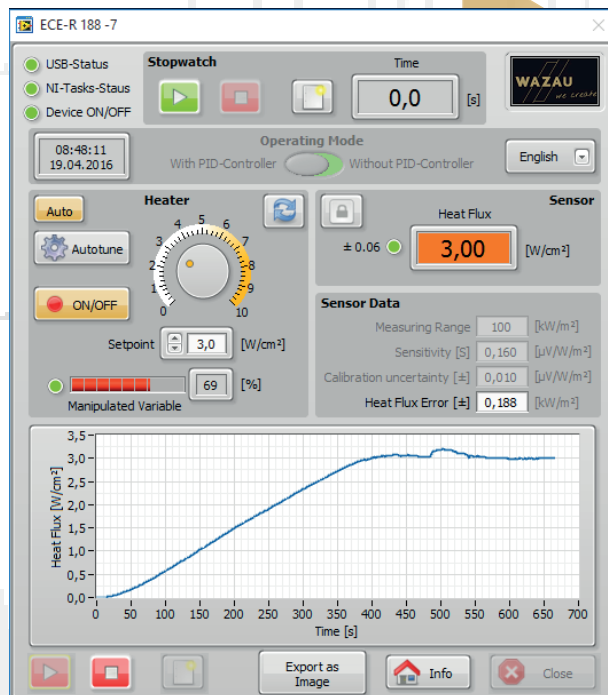 ECE-R 188 -7
USB-Status
NI-Tasks-Staus
Device ON/OFF
Stopwatch
Time
0,0 [s]
WAZAU
we create
08:48:11
19.04.2016
Operating Mode
With PID-Controller Without PID-Controller
English
Heater
Auto
Autotune
ON/OFF
0 1 2 3 4 5 6 7 8 9 10
Setpoint 3,0 [W/cm²]
69 [%]
Manipulated Variable
Sensor
Heat Flux
± 0.06 3,00 [W/cm²]
Sensor Data
Measuring Range 100 [kW/m²]
Sensitivity [S] 0,160 [µV/W/m²]
Calibration uncertainty [±] 0,010 [µV/W/m²]
Heat Flux Error [±] 0,188 [kW/m²]
Heat Flux [W/cm²]
3,5
3,0
2,5
2,0
1,5
1,0
0,5
0,0
0 50 100 150 200 250 300 350 400 450 500 550 600 650 700
Time [s]
Export as
Image
Info
Close